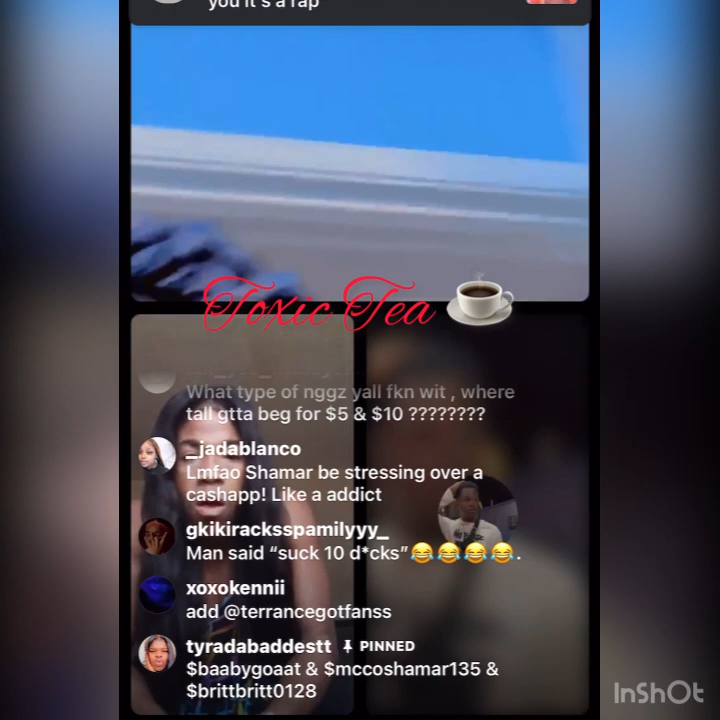 you it's a rap
Toxic Tea
What type of nggz yall fkn wit , where
tall gtta beg for $5 & $10 ????????
_jadablanco
Lmfao Shamar be stressing over a
cashapp! Like a addict
gkikiracksspamilyyy_
Man said “suck 10 d*cks”😂😂😂😂.
xoxokennii
add @terrancegotfanss
tyradabaddestt PINNED
$baabygoaat & $mccoshamar135 &
$brittbritt0128
InShOt